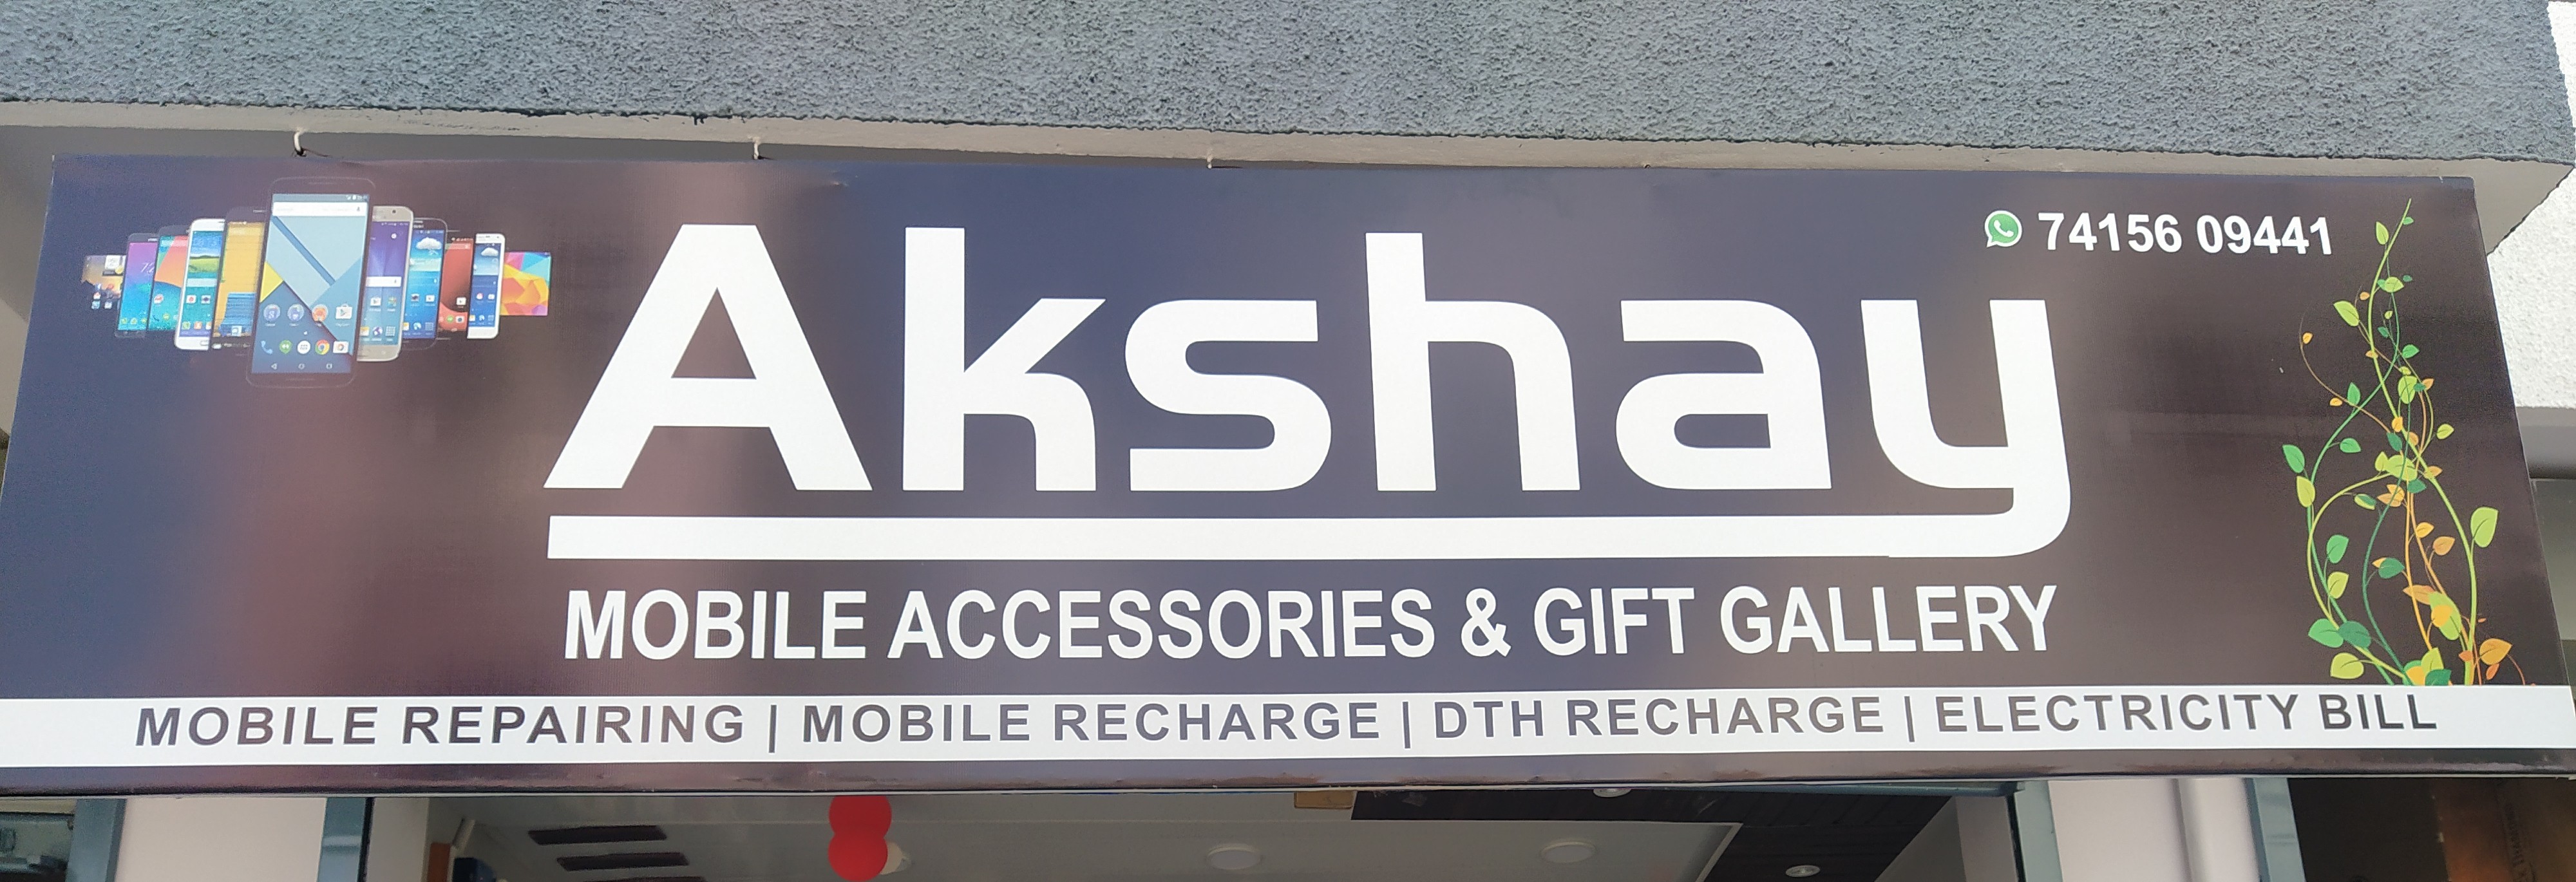 74156 09441
Akshay
MOBILE ACCESSORIES & GIFT GALLERY
MOBILE REPAIRING | MOBILE RECHARGE | DTH RECHARGE | ELECTRICITY BILL